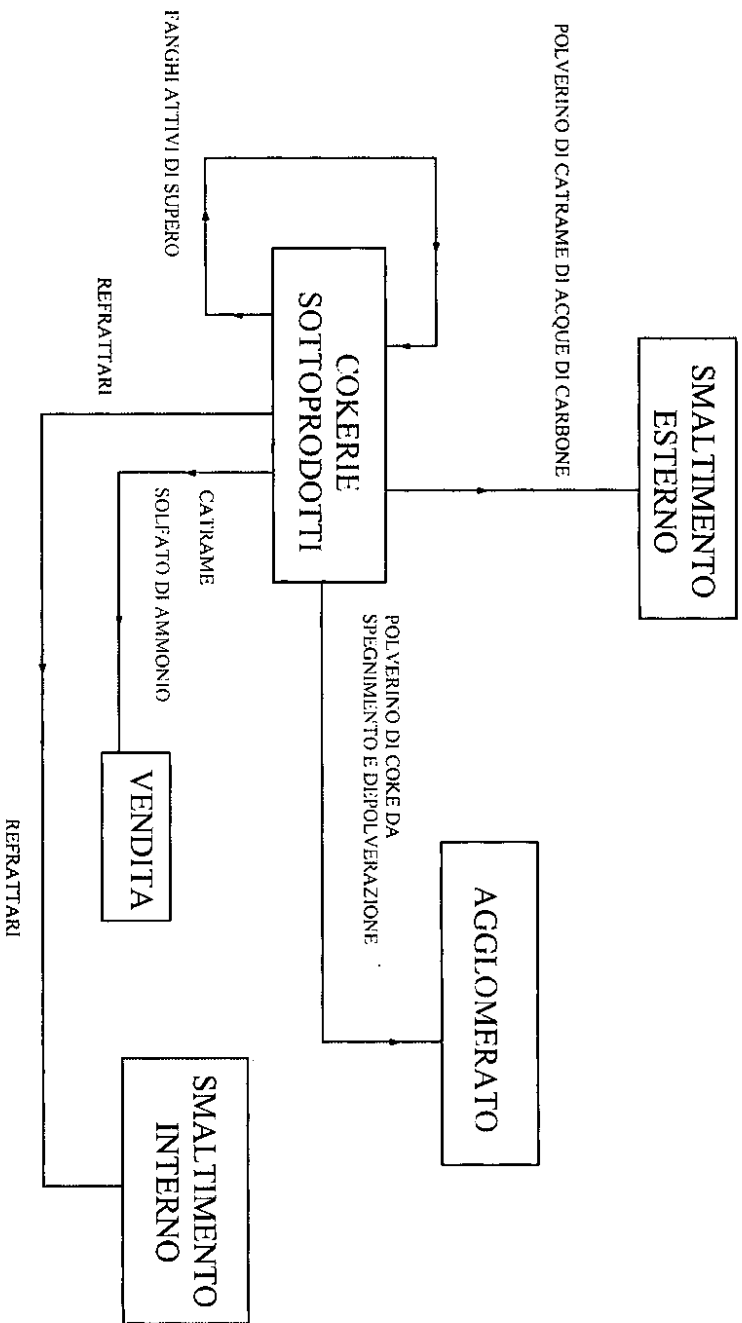 SMALTIMENTO
ESTERNO
POLVERINO DI CATRAME DI ACQUE DI CARBONE
AGGLOMERATO
POLVERINO DI COKE DA
SPEGNIMENTO E DEPOLVERAZIONE
COKERIE
SOTTOPRODOTTI
FANGHI ATTIVI DI SUPERO
CATRAME
SOLFATO DI AMMONIO
SMALTIMENTO
INTERNO
VENDITA
REFRATTARI
REFRATTARI